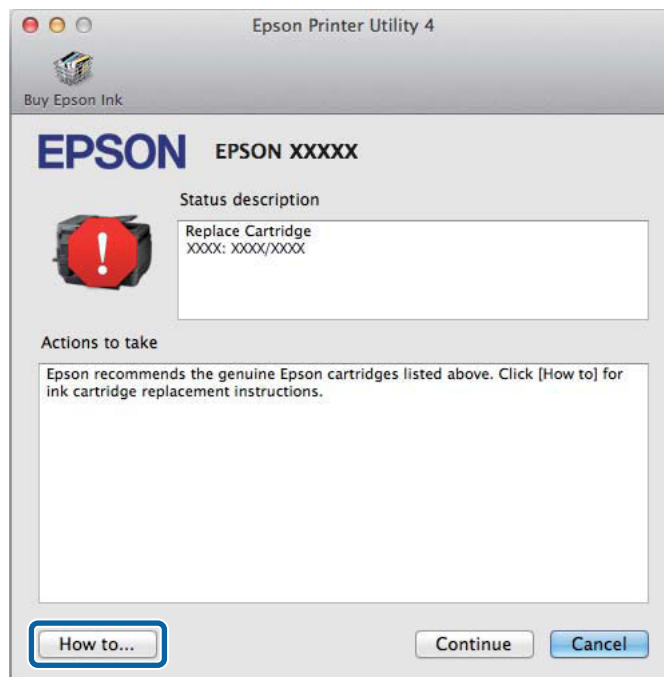 Epson Printer Utility 4
Buy Epson Ink
EPSON EPSON XXXXX
Status description
Replace Cartridge
XXXX: XXXX/XXXX
Actions to take
Epson recommends the genuine Epson cartridges listed above. Click [How to] for
ink cartridge replacement instructions.
How to... Continue Cancel